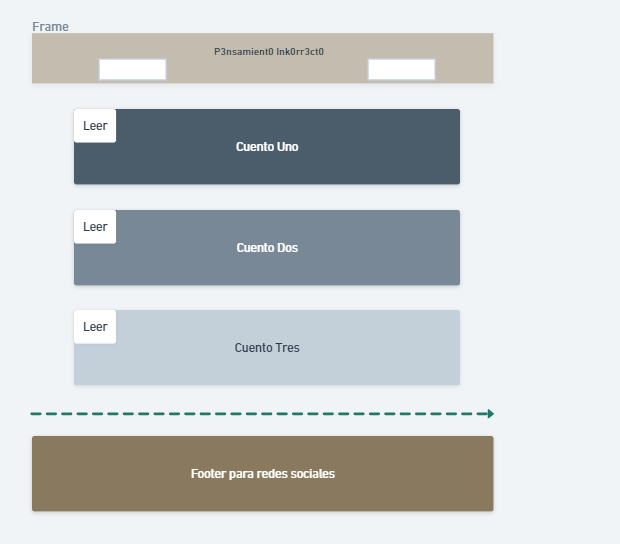 Frame
P3nsamient0 Ink0rr3ct0
Leer
Cuento Uno
Leer
Cuento Dos
Leer
Cuento Tres
Footer para redes sociales